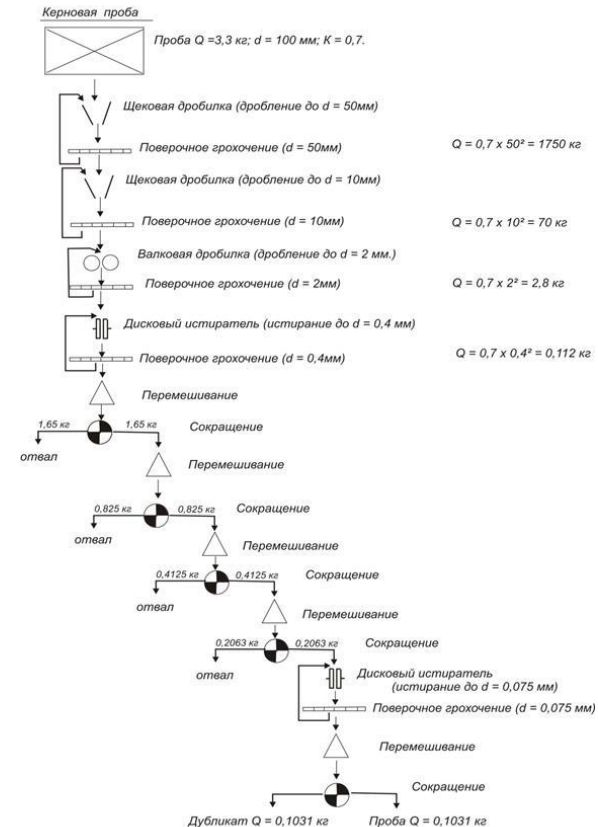 Керновая проба
Проба Q =3,3 кг; d = 100 мм; К = 0,7.
Щековая дробилка (дробление до d = 50мм)
Поверочное грохочение (d = 50мм)
Q = 0,7 x 50² = 1750 кг
Щековая дробилка (дробление до d = 10мм)
Поверочное грохочение (d = 10мм)
Q = 0,7 x 10² = 70 кг
Валковая дробилка (дробление до d = 2 мм.)
Поверочное грохочение (d = 2мм)
Q = 0,7 x 2² = 2,8 кг
Дисковый истиратель (истирание до d = 0,4 мм)
Поверочное грохочение (d = 0,4мм)
Q = 0,7 x 0,4² = 0,112 кг
Перемешивание
1,65 кг 1,65 кг Сокращение
отвал
Перемешивание
0,825 кг 0,825 кг Сокращение
отвал
Перемешивание
0,4125 кг 0,4125 кг Сокращение
отвал
Перемешивание
0,2063 кг 0,2063 кг Сокращение
отвал
Дисковый истиратель
(истирание до d = 0,075 мм)
Поверочное грохочение (d = 0,075мм)
Перемешивание
Сокращение
Дубликат Q = 0,1031 кг Проба Q = 0,1031 кг